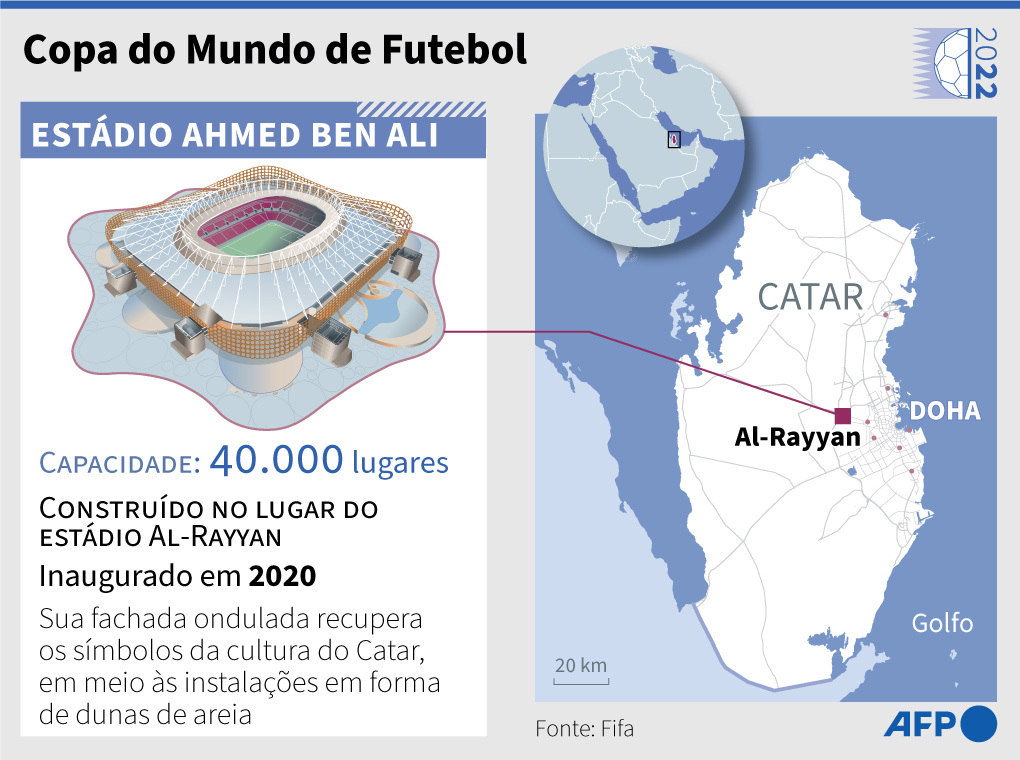 Copa do Mundo de Futebol
2022
ESTÁDIO AHMED BEN ALI
CAPACIDADE: 40.000 lugares
CONSTRUÍDO NO LUGAR DO
ESTÁDIO AL-RAYYAN
Inaugurado em 2020
Sua fachada ondulada recupera
os símbolos da cultura do Catar,
em meio às instalações em forma
de dunas de areia
CATAR
DOHA
Al-Rayyan
Golfo
20 km
Fonte: Fifa
AFP